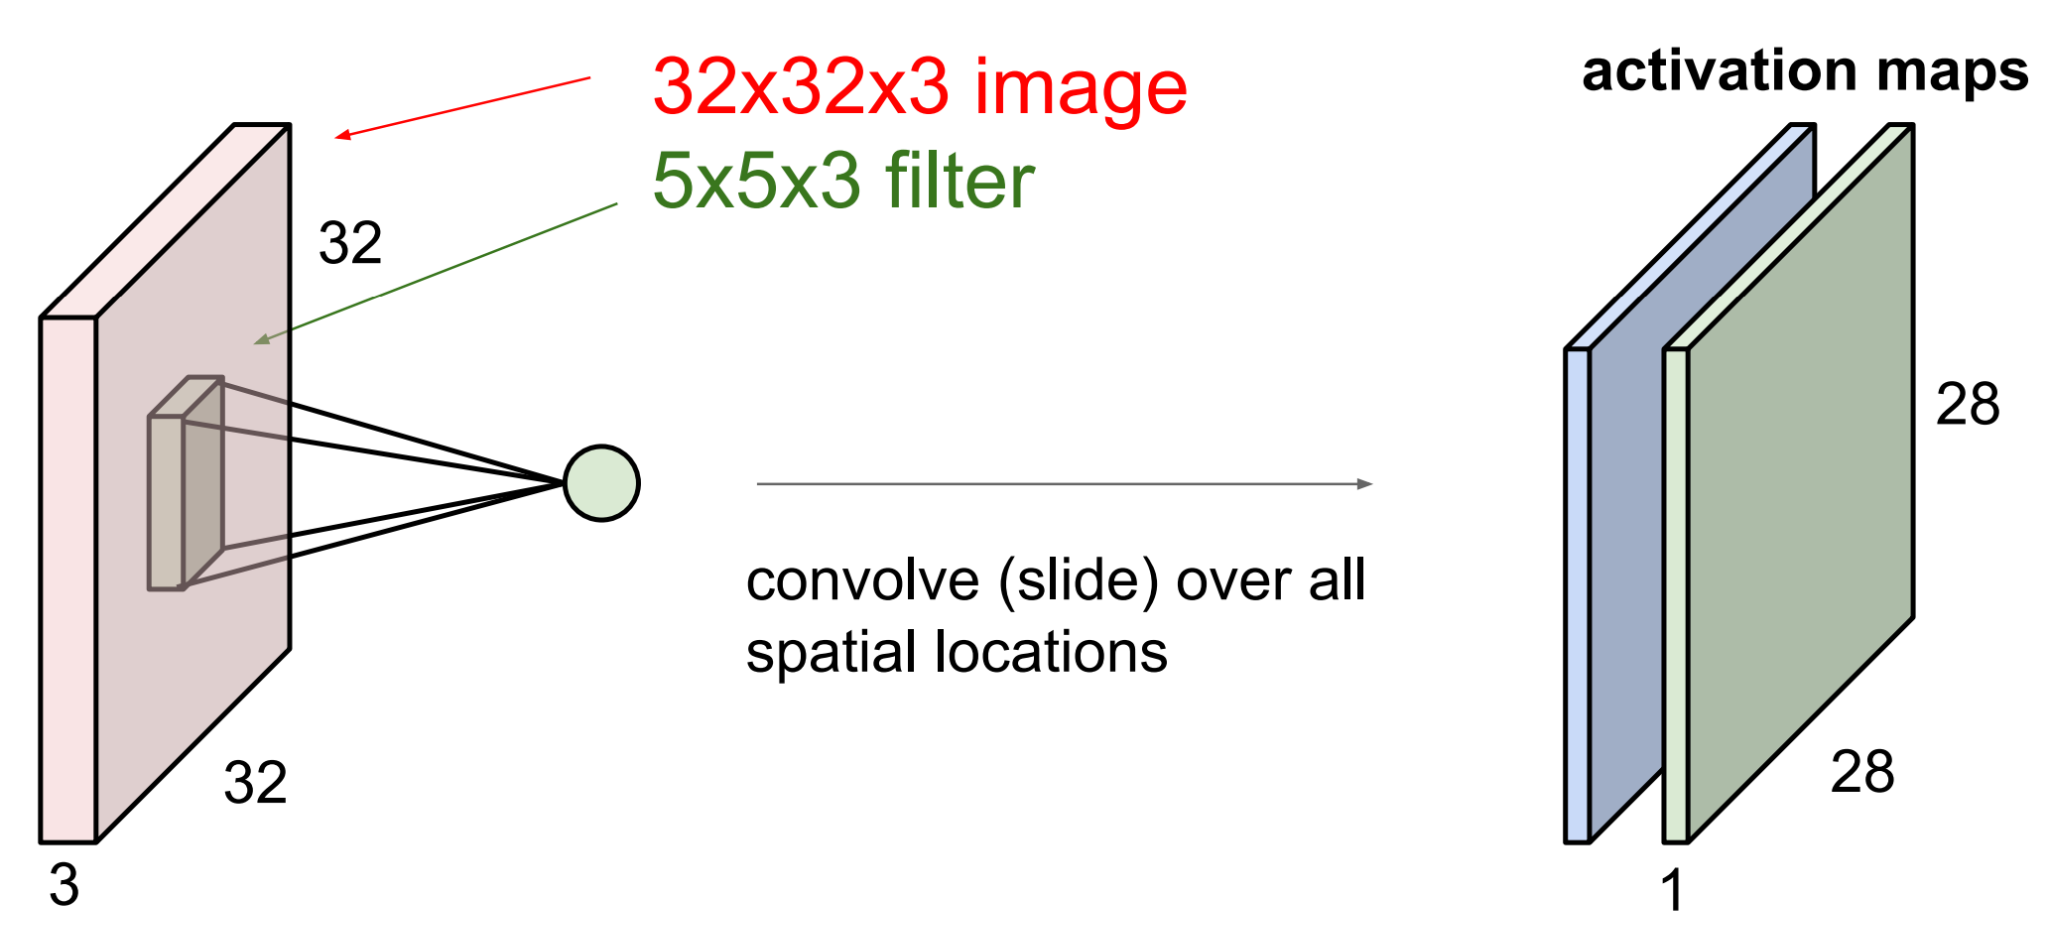 32x32x3 image
5x5x3 filter
32
32
3
convolve (slide) over all
spatial locations
activation maps
28
28
1